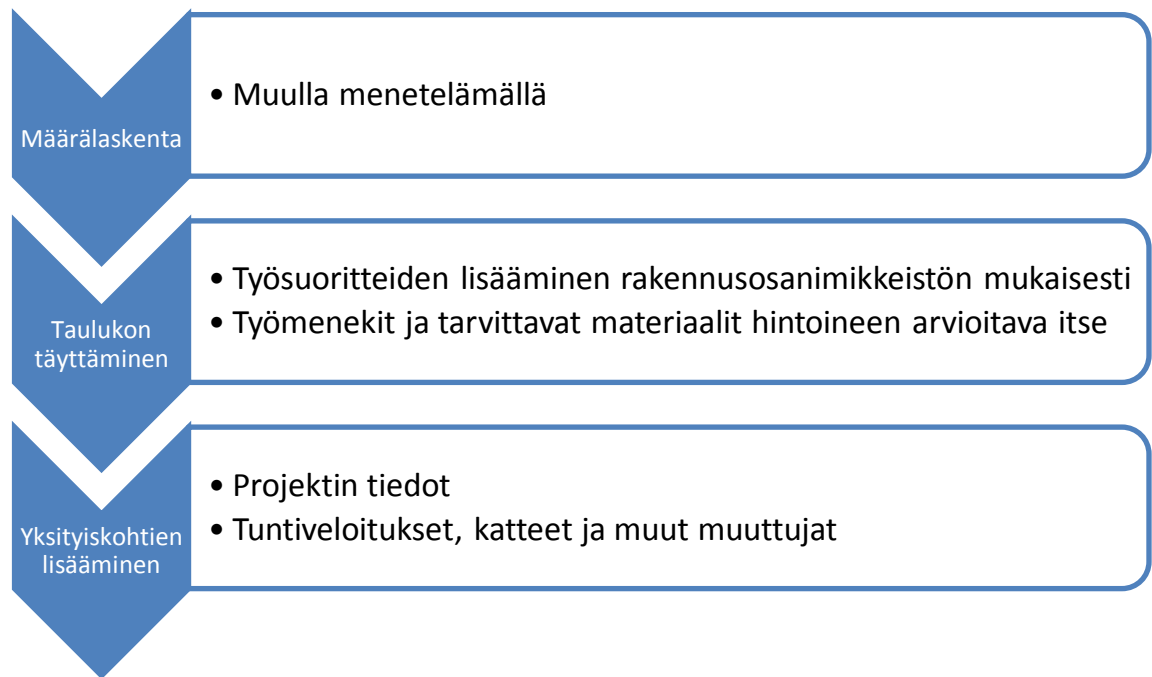 Määrälaskenta
• Muulla menetelämällä
Taulukon
täyttäminen
• Työsuoritteiden lisääminen rakennusosanimikkeistön mukaisesti
• Työmenekit ja tarvittavat materiaalit hintoineen arvioitava itse
Yksityiskohtien
lisääminen
• Projektin tiedot
• Tuntiveloitukset, katteet ja muut muuttujat